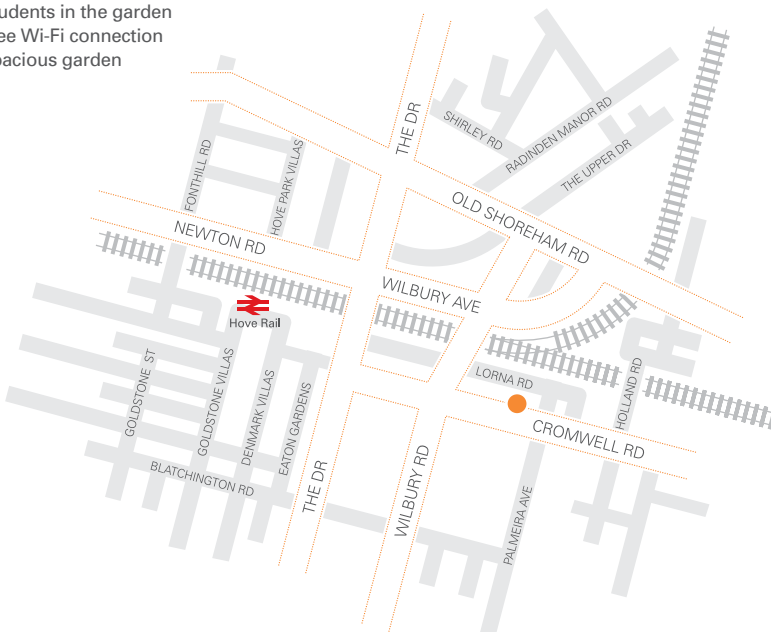 udents in the garden
ee Wi-Fi connection
pacious garden
THE DR
SHIRLEY RD
RADINDEN MANOR RD
THE UPPER DR
FONTHILL RD
HOVE PARK VILLAS
OLD SHOREHAM RD
NEWTON RD
WILBURY AVE
Hove Rail
GOLDSTONE ST
GOLDSTONE VILLAS
DENMARK VILLAS
EATON GARDENS
LORNA RD
HOLLAND RD
CROMWELL RD
BLATCHINGTON RD
THE DR
WILBURY RD
PALMEIRA AVE